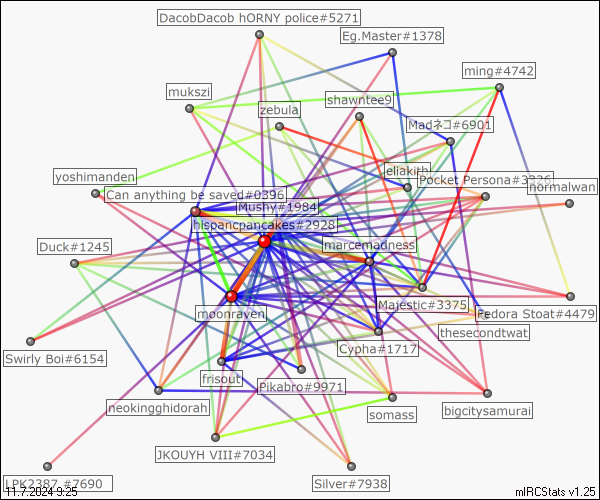 DacobDacob hORNY police#5271
Eg.Master#1378
ming#4742
mukszi
zebula
shawntee9
Madネコ#6901
eliakith
yoshimanden
Pocket Persona#3326
normalwan
Can anything be saved#0396
Mushy#1984
hispancpancakes#2928
Duck#1245
marcemadness
moonraven
Majestic#3375
Fedora Stoat#4479
thesecondtwat
Swirly Boi#6154
Cypha#1717
frisout
Pikabro#9971
neokingghidorah
somass
bigcitysamurai
JKOUYH VIII#7034
LPK2387 #7690
Silver#7938
11.7.2024 9:25
mIRCStats v1.25